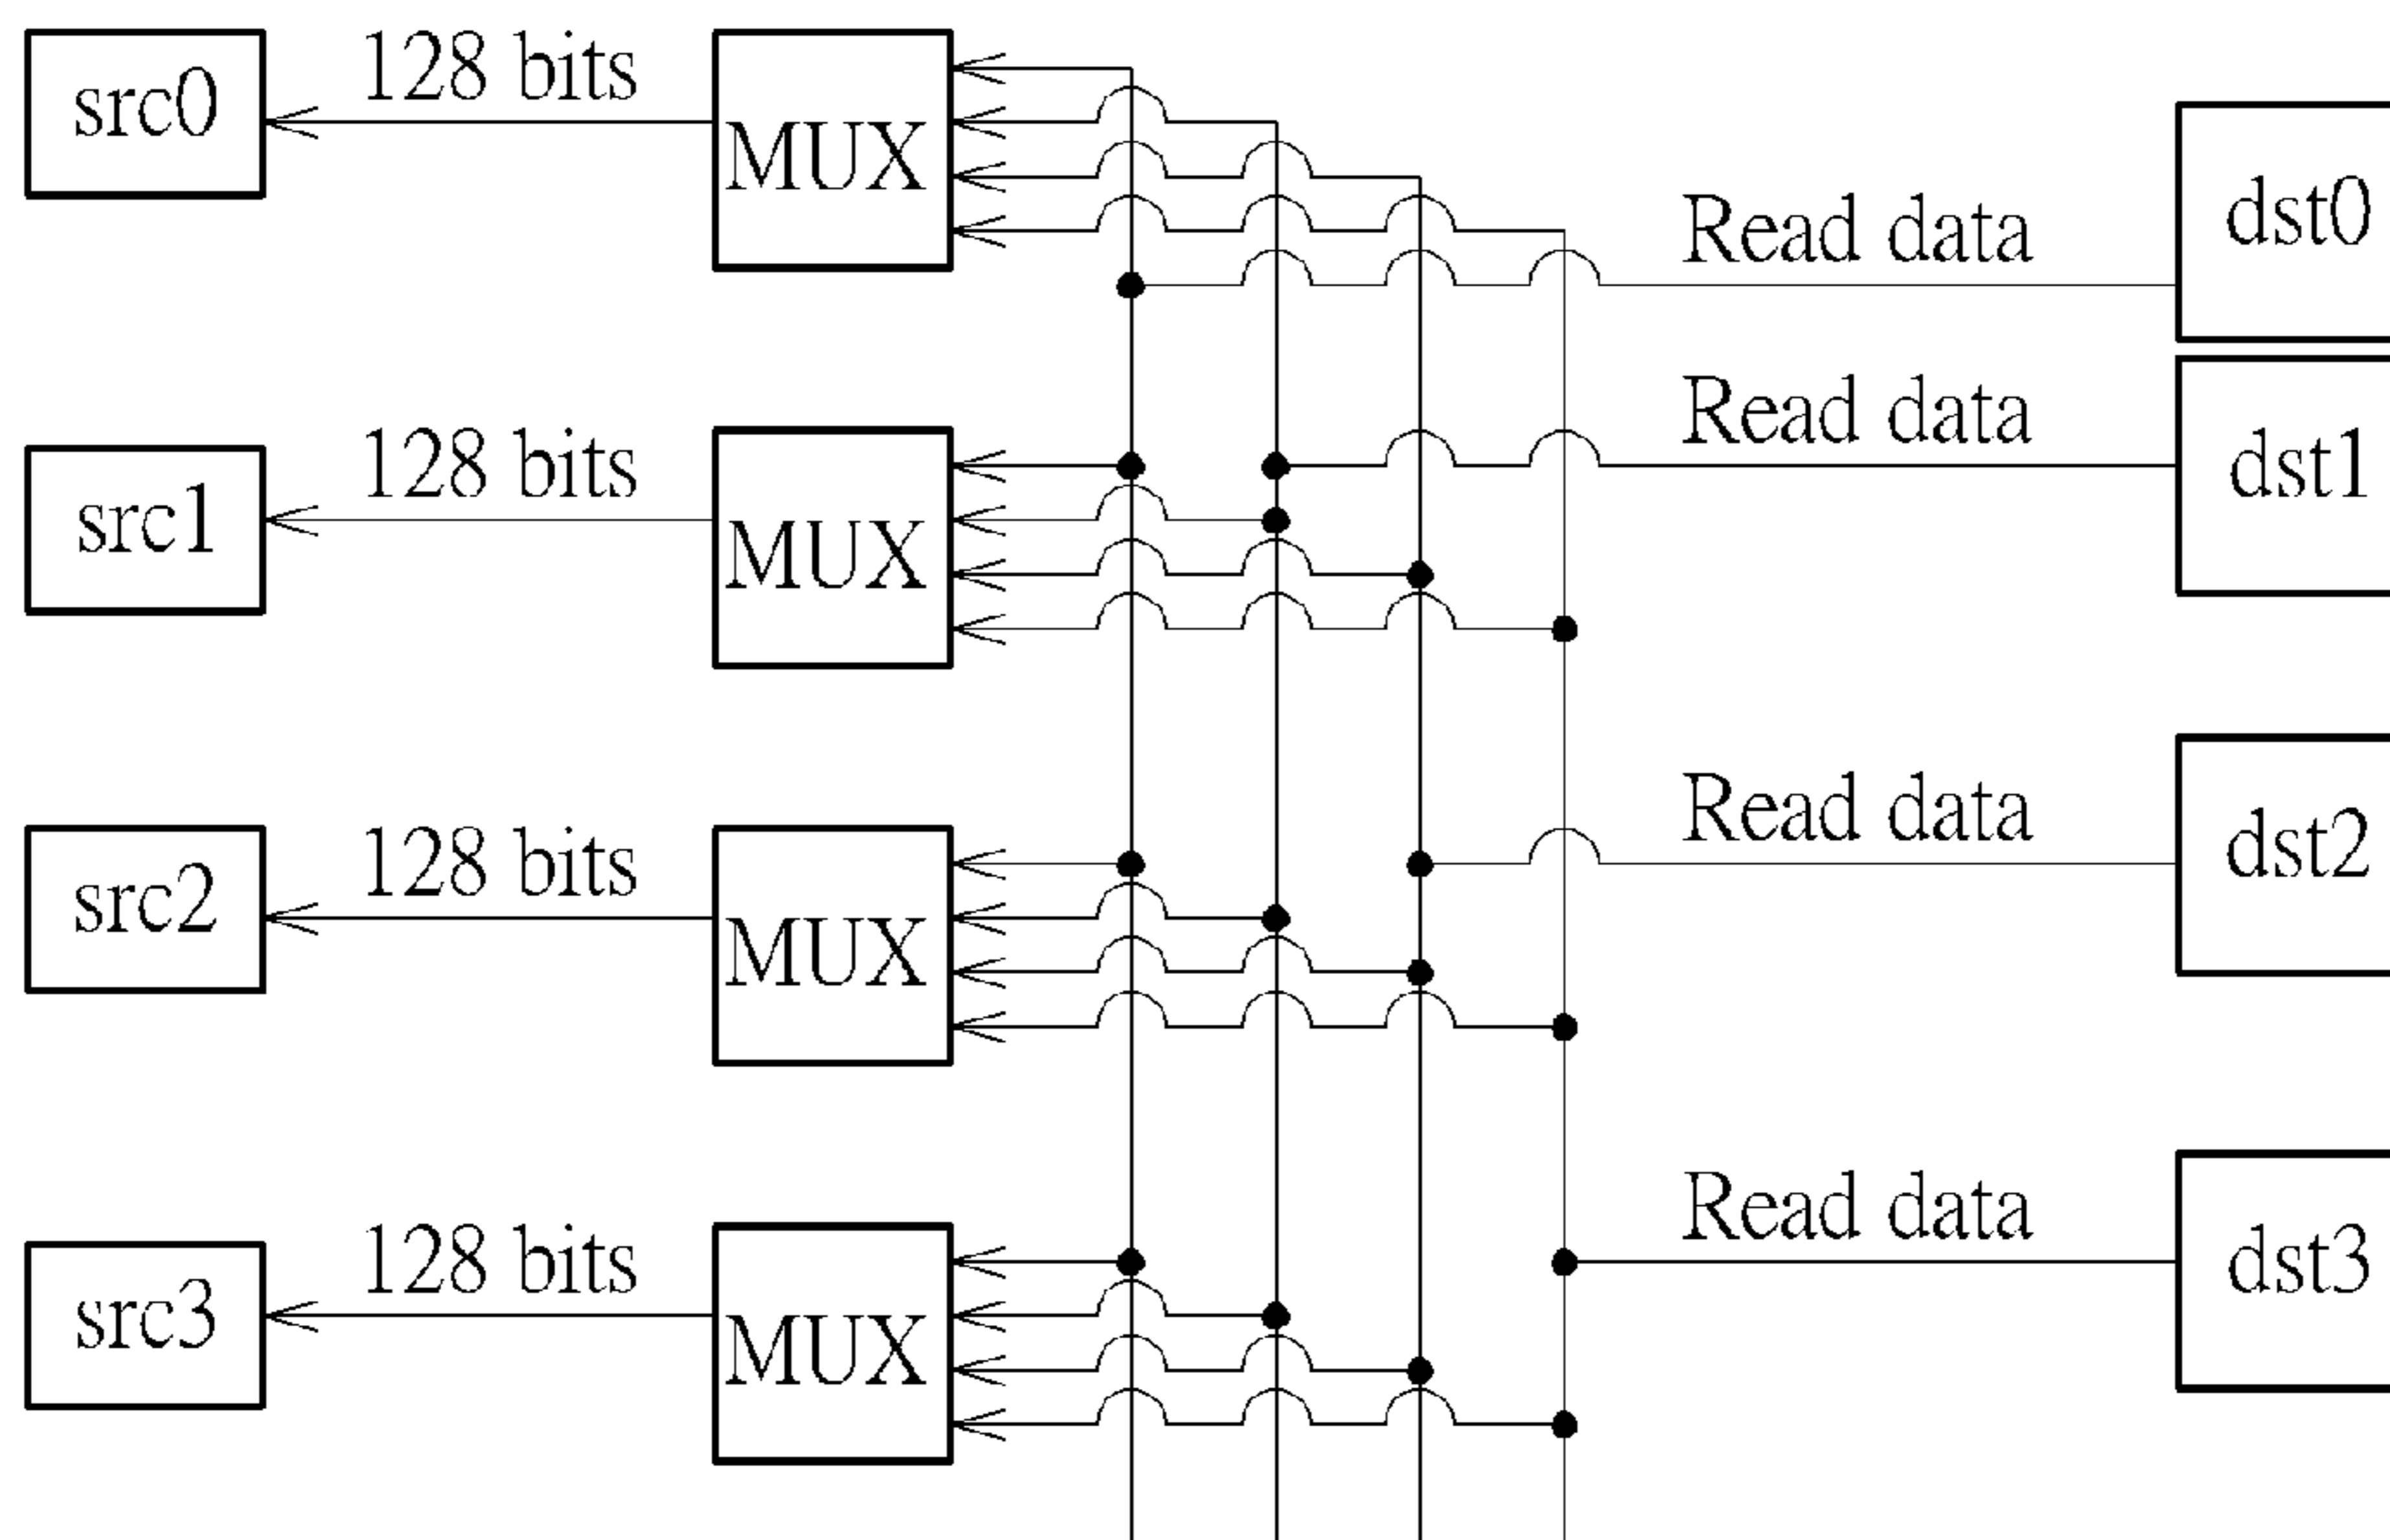 src0
128 bits
MUX
Read data
dst0
src1
128 bits
MUX
Read data
dst1
src2
128 bits
MUX
Read data
dst2
src3
128 bits
MUX
Read data
dst3